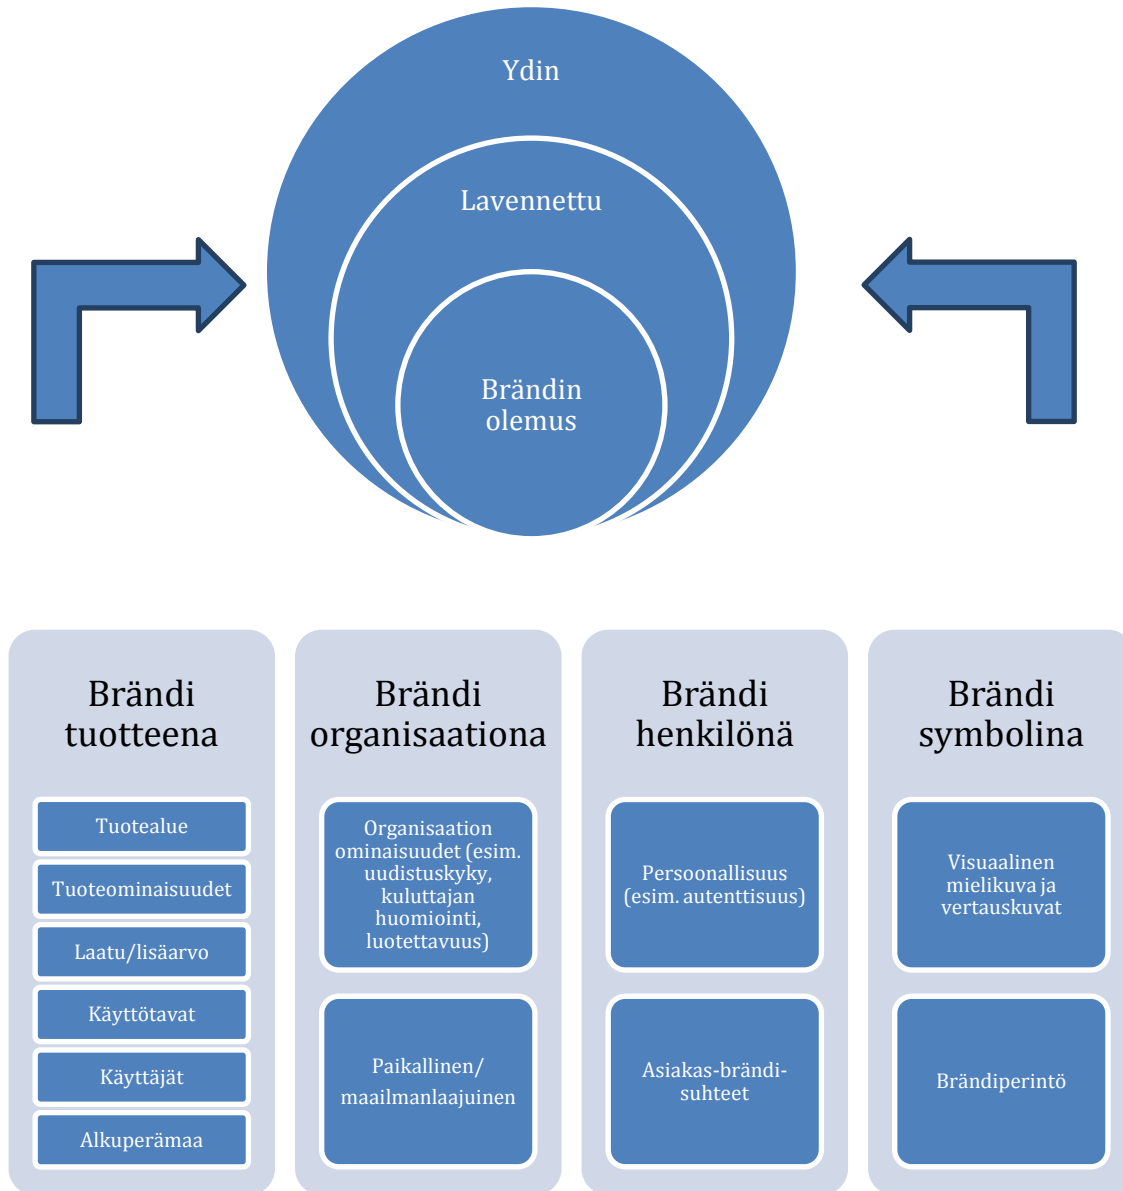 Ydin
Lavennettu
Brändin
olemus
Brändi
tuotteena
Tuotealue
Tuoteominaisuudet
Laatu/lisäarvo
Käyttötavat
Käyttäjät
Alkuperämaa
Brändi
organisaationa
Organisaation
ominaisuudet (esim.
uudistuskyky,
kuluttajan
huomiointi,
luotettavuus)
Paikallinen/
maailmanlaajuinen
Brändi
henkilönä
Persoonallisuus
(esim. autenttisuus)
Asiakas-brändi-
suhteet
Brändi
symbolina
Visuaalinen
mielikuva ja
vertauskuvat
Brändiperintö